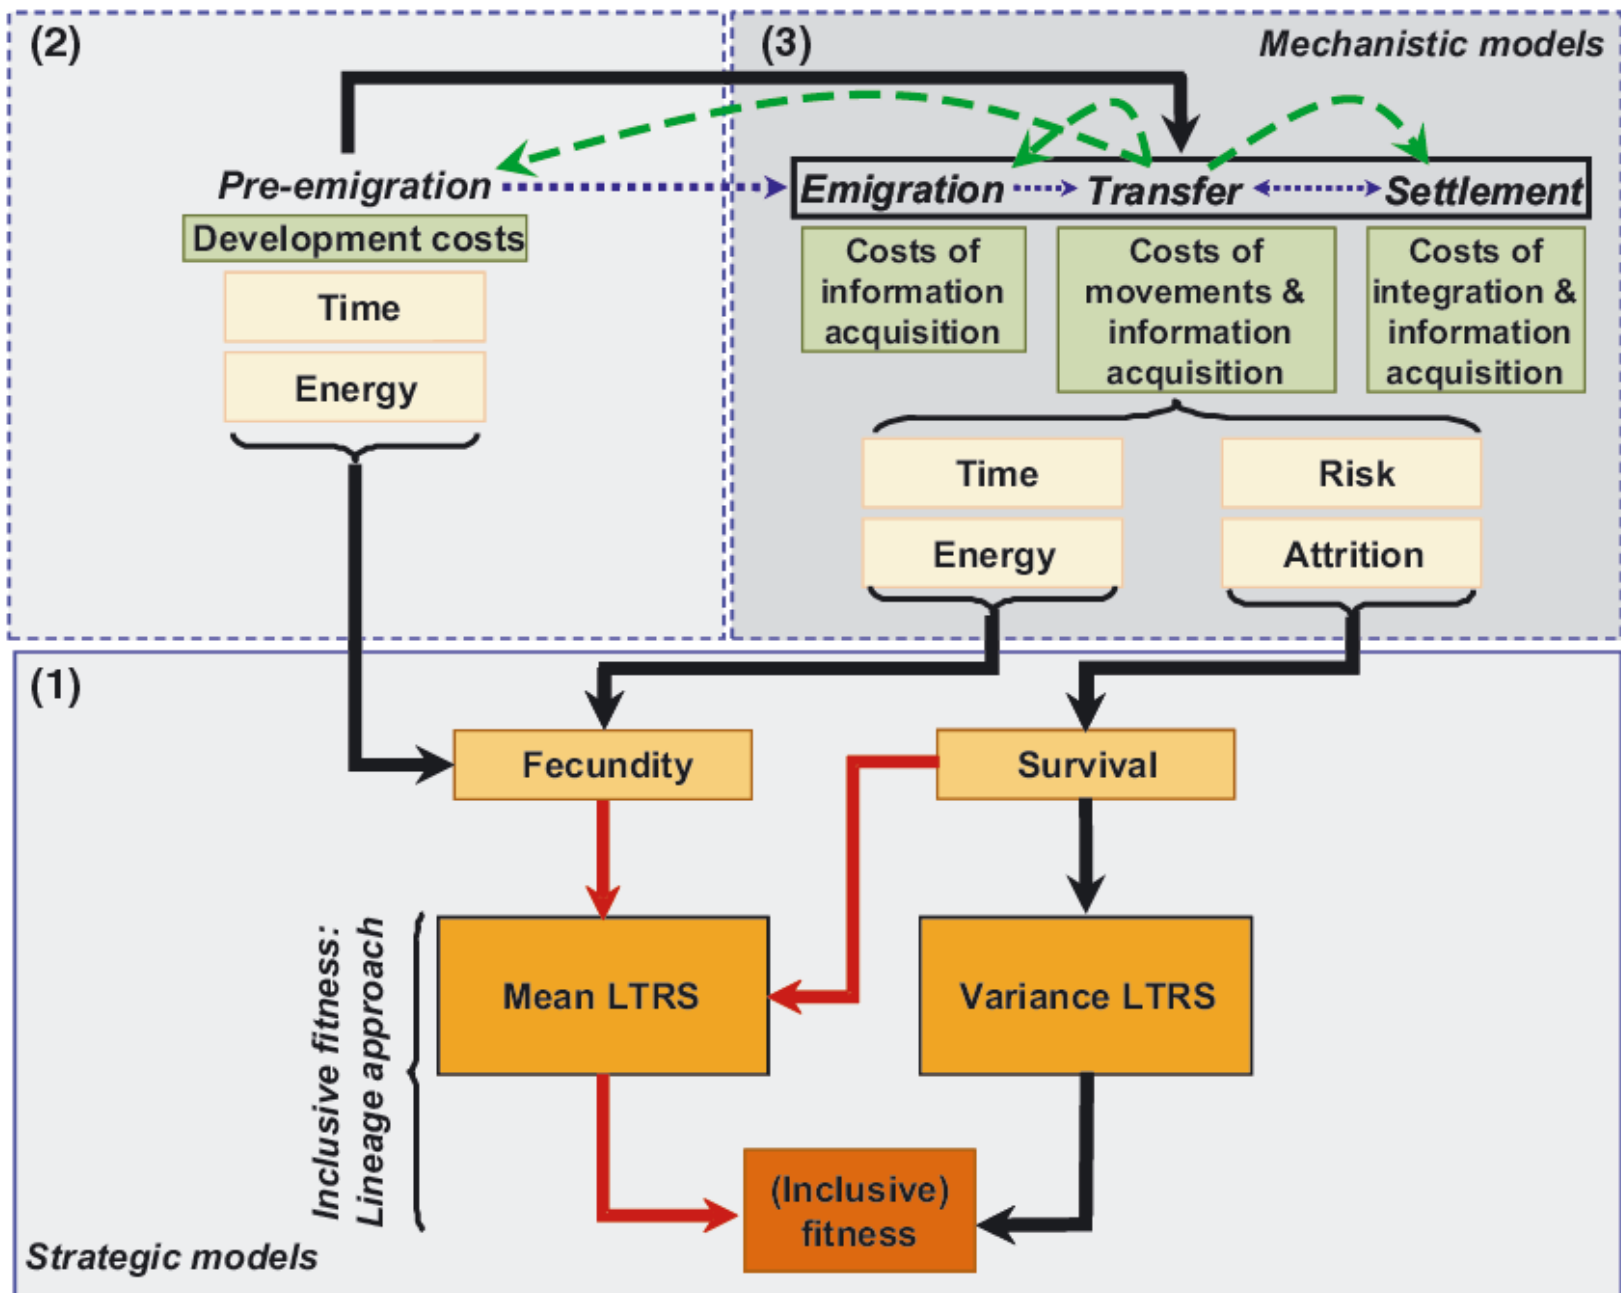 (2)
(3)
Mechanistic models
Pre-emigration
Emigration
Transfer
Settlement
Development costs
Time
Energy
Costs of
information
acquisition
Costs of
movements &
information
acquisition
Costs of
integration &
information
acquisition
Time
Energy
Risk
Attrition
(1)
Fecundity
Survival
Inclusive fitness:
Lineage approach
Mean LTRS
Variance LTRS
(Inclusive)
fitness
Strategic models